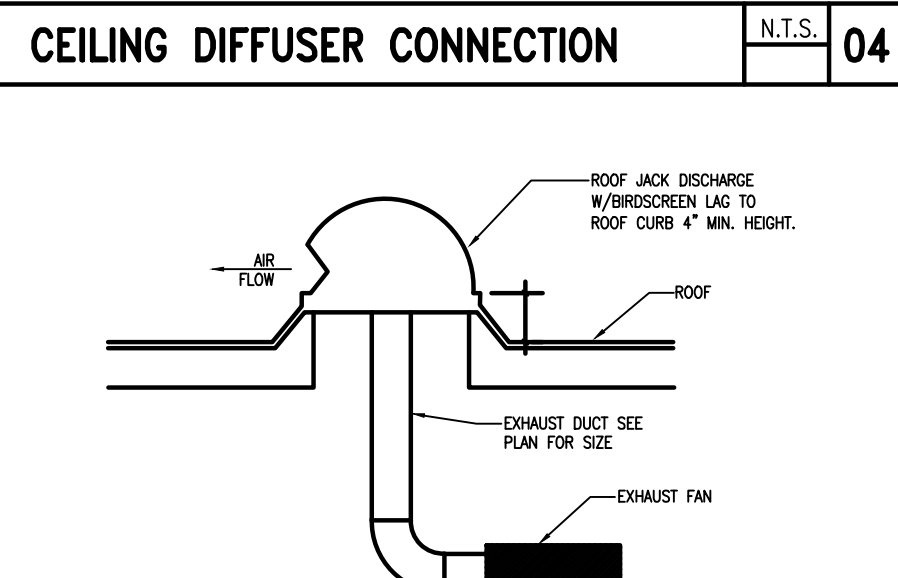 CEILING DIFFUSER CONNECTION
N.T.S.
04
ROOF JACK DISCHARGE
W/BIRDSCREEN LAG TO
ROOF CURB 4" MIN. HEIGHT.
AIR
FLOW
ROOF
EXHAUST DUCT SEE
PLAN FOR SIZE
EXHAUST FAN